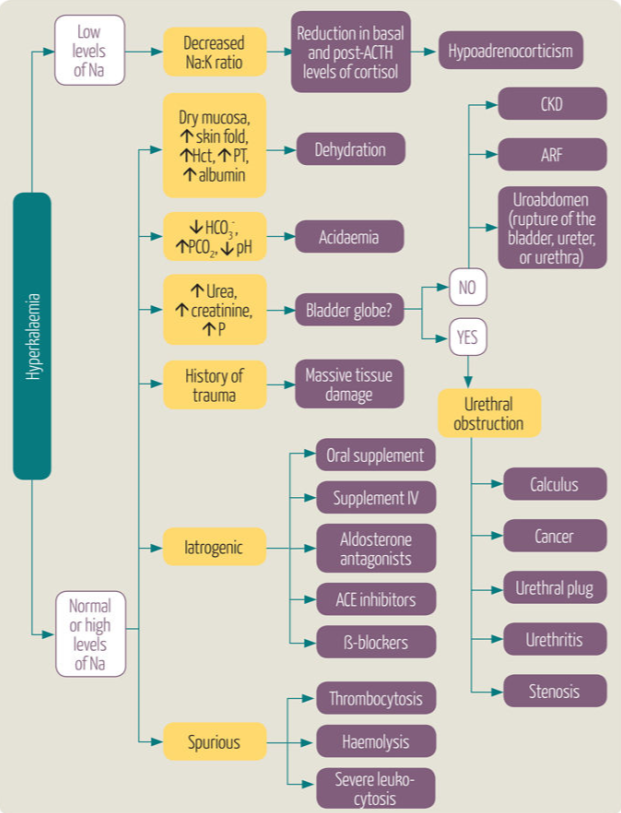 Hyperkalaemia
Low
levels
of Na
Decreased
Na:K ratio
Reduction in basal
and post-ACTH
levels of cortisol
Hypoadrenocorticism
Normal
or high
levels
of Na
Dry mucosa,
↑ skin fold,
↑Hct, ↑ PT,
↑ albumin
Dehydration
↓HCO₃⁻,
↑PCO₂, ↓ pH
Acidaemia
↑ Urea,
↑ creatinine,
↑ P
Bladder globe?
NO
CKD
ARF
Uroabdomen
(rupture of the
bladder, ureter,
or urethra)
YES
Urethral
obstruction
Calculus
Cancer
Urethral plug
Urethritis
Stenosis
History of
trauma
Massive tissue
damage
Iatrogenic
Oral supplement
Supplement IV
Aldosterone
antagonists
ACE inhibitors
ß-blockers
Spurious
Thrombocytosis
Haemolysis
Severe leuko-
cytosis